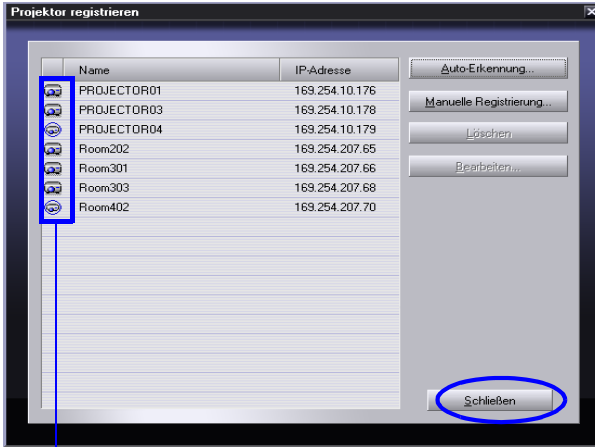 Projektor registrieren
Name IP-Adresse
PROJECTOR01 169.254.10.176
PROJECTOR03 169.254.10.178
PROJECTOR04 169.254.10.179
Room202 169.254.207.65
Room301 169.254.207.66
Room303 169.254.207.68
Room402 169.254.207.70
Auto-Erkennung...
Manuelle Registrierung...
Löschen
Bearbeiten...
Schließen